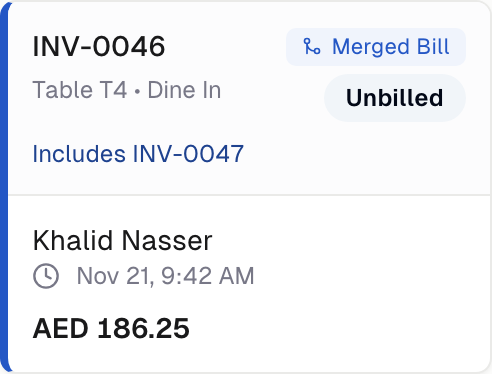 INV-0046
Merged Bill
Table T4 • Dine In
Unbilled
Includes INV-0047
Khalid Nasser
Nov 21, 9:42 AM
AED 186.25